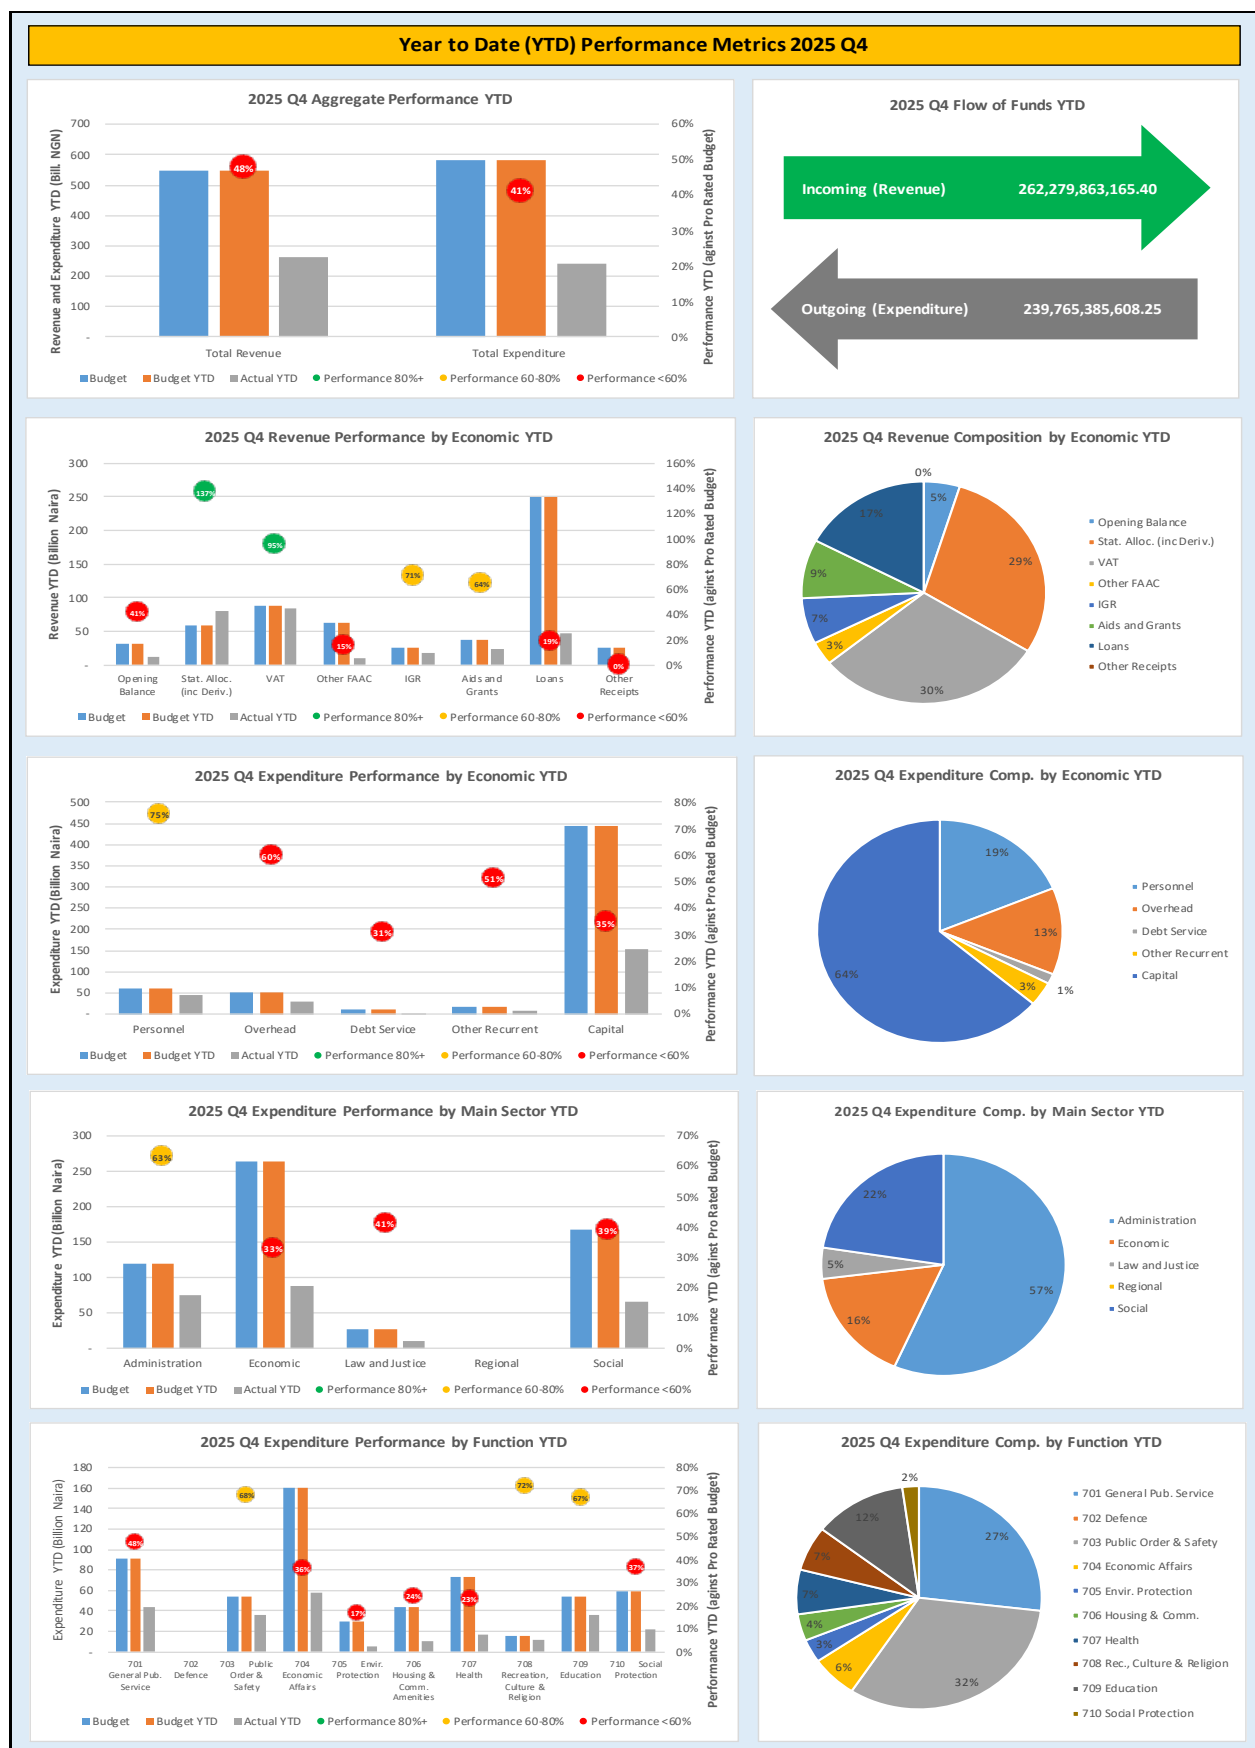 Year to Date (YTD) Performance Metrics 2025 Q4
2025 Q4 Aggregate Performance YTD
Revenue and Expenditure YTD (Bill. NGN)
700
600
500
400
300
200
100
-
48%
41%
60%
50%
40%
30%
20%
10%
0%
Performance YTD (aginst Pro Rated Budget)
Total Revenue
Total Expenditure
Budget
Budget YTD
Actual YTD
Performance 80%+
Performance 60-80%
Performance <60%
2025 Q4 Flow of Funds YTD
Incoming (Revenue) 262,279,863,165.40
Outgoing (Expenditure) 239,765,385,608.25
2025 Q4 Revenue Performance by Economic YTD
Revenue YTD (Billion Naira)
300
250
200
150
100
50
-
41%
137%
95%
15%
71%
64%
19%
0%
160%
140%
120%
100%
80%
60%
40%
20%
0%
Performance YTD (aginst Pro Rated Budget)
Opening
Balance
Stat. Alloc.
(inc Deriv.)
VAT
Other FAAC
IGR
Aids and
Grants
Loans
Other
Receipts
Budget
Budget YTD
Actual YTD
Performance 80%+
Performance 60-80%
Performance <60%
2025 Q4 Revenue Composition by Economic YTD
0%
5%
29%
30%
3%
7%
9%
17%
Opening Balance
Stat. Alloc. (inc Deriv.)
VAT
Other FAAC
IGR
Aids and Grants
Loans
Other Receipts
2025 Q4 Expenditure Performance by Economic YTD
Expenditure YTD (Billion Naira)
500
450
400
350
300
250
200
150
100
50
-
75%
60%
31%
51%
35%
80%
70%
60%
50%
40%
30%
20%
10%
0%
Performance YTD (aginst Pro Rated Budget)
Personnel
Overhead
Debt Service
Other Recurrent
Capital
Budget
Budget YTD
Actual YTD
Performance 80%+
Performance 60-80%
Performance <60%
2025 Q4 Expenditure Comp. by Economic YTD
19%
13%
1%
3%
64%
Personnel
Overhead
Debt Service
Other Recurrent
Capital
2025 Q4 Expenditure Performance by Main Sector YTD
Expenditure YTD (Billion Naira)
300
250
200
150
100
50
-
63%
33%
41%
39%
70%
60%
50%
40%
30%
20%
10%
0%
Performance YTD (aginst Pro Rated Budget)
Administration
Economic
Law and Justice
Regional
Social
Budget
Budget YTD
Actual YTD
Performance 80%+
Performance 60-80%
Performance <60%
2025 Q4 Expenditure Comp. by Main Sector YTD
22%
5%
16%
57%
Administration
Economic
Law and Justice
Regional
Social
2025 Q4 Expenditure Performance by Function YTD
Expenditure YTD (Billion Naira)
180
160
140
120
100
80
60
40
20
-
48%
68%
36%
17%
24%
23%
72%
67%
37%
80%
70%
60%
50%
40%
30%
20%
10%
0%
Performance YTD (aginst Pro Rated Budget)
701
General Pub.
Service
702
Defence
703 Public
Order &
Safety
704
Economic
Affairs
705 Envir.
Protection
706
Housing &
Comm.
Amenities
707
Health
708
Recreation,
Culture &
Religion
709
Education
710 Social
Protection
Budget
Budget YTD
Actual YTD
Performance 80%+
Performance 60-80%
Performance <60%
2025 Q4 Expenditure Comp. by Function YTD
2%
27%
32%
6%
3%
4%
7%
7%
12%
701 General Pub. Service
702 Defence
703 Public Order & Safety
704 Economic Affairs
705 Envir. Protection
706 Housing & Comm.
707 Health
708 Rec., Culture & Religion
709 Education
710 Social Protection